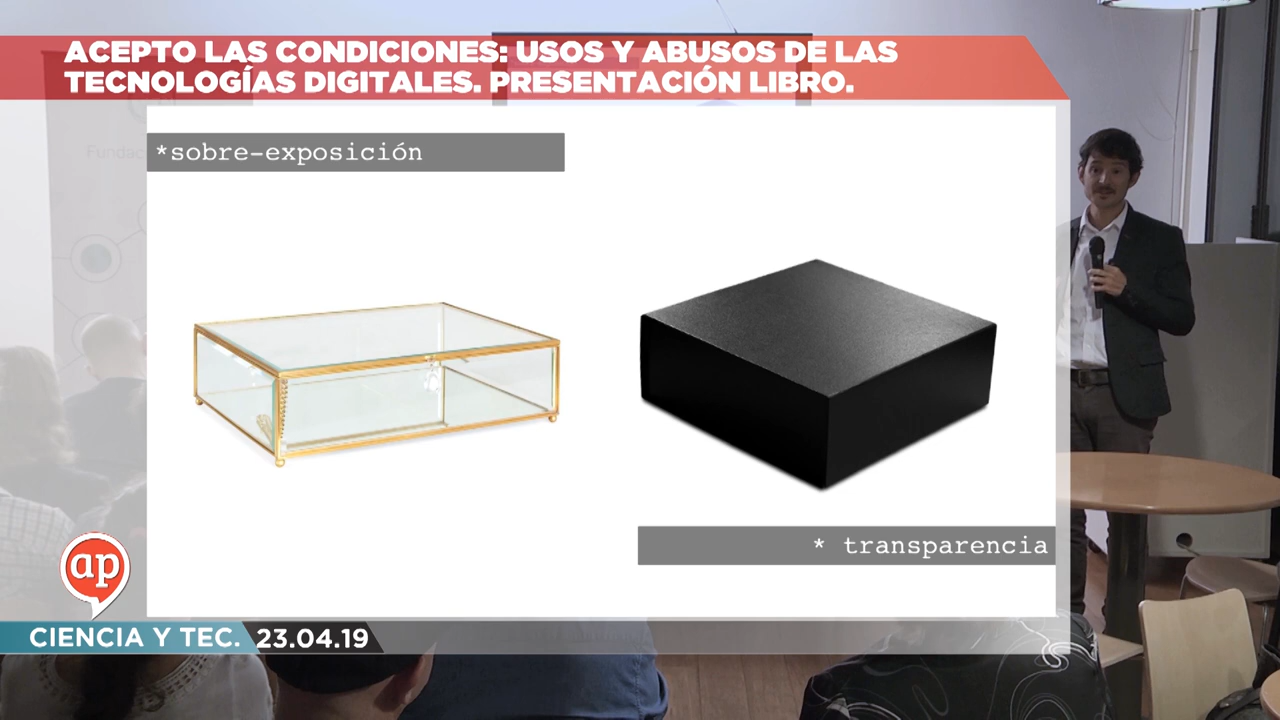 ACEPTO LAS CONDICIONES: USOS Y ABUSOS DE LAS
TECNOLOGÍAS DIGITALES. PRESENTACIÓN LIBRO.
Fundac
*sobre-exposición
* transparencia
ap
CIENCIA Y TEC. 23.04.19